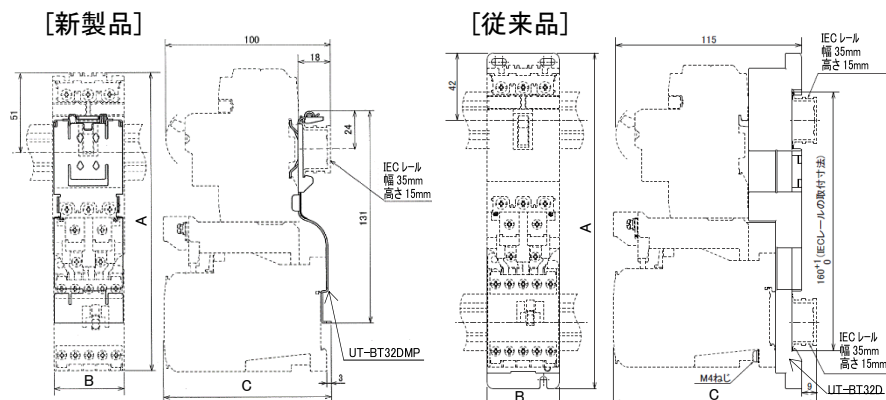 [新製品]
[従来品]
100
18
51
24
IECレール
幅35mm
高さ15mm
131
A
UT-BT32DMP
B
C
3
115
42
IECレール
幅35mm
高さ15mm
A
160 +1 0 (IECレールの取付寸法)
IECレール
幅35mm
高さ15mm
M4ねじ
B
C
9
UT-BT32D